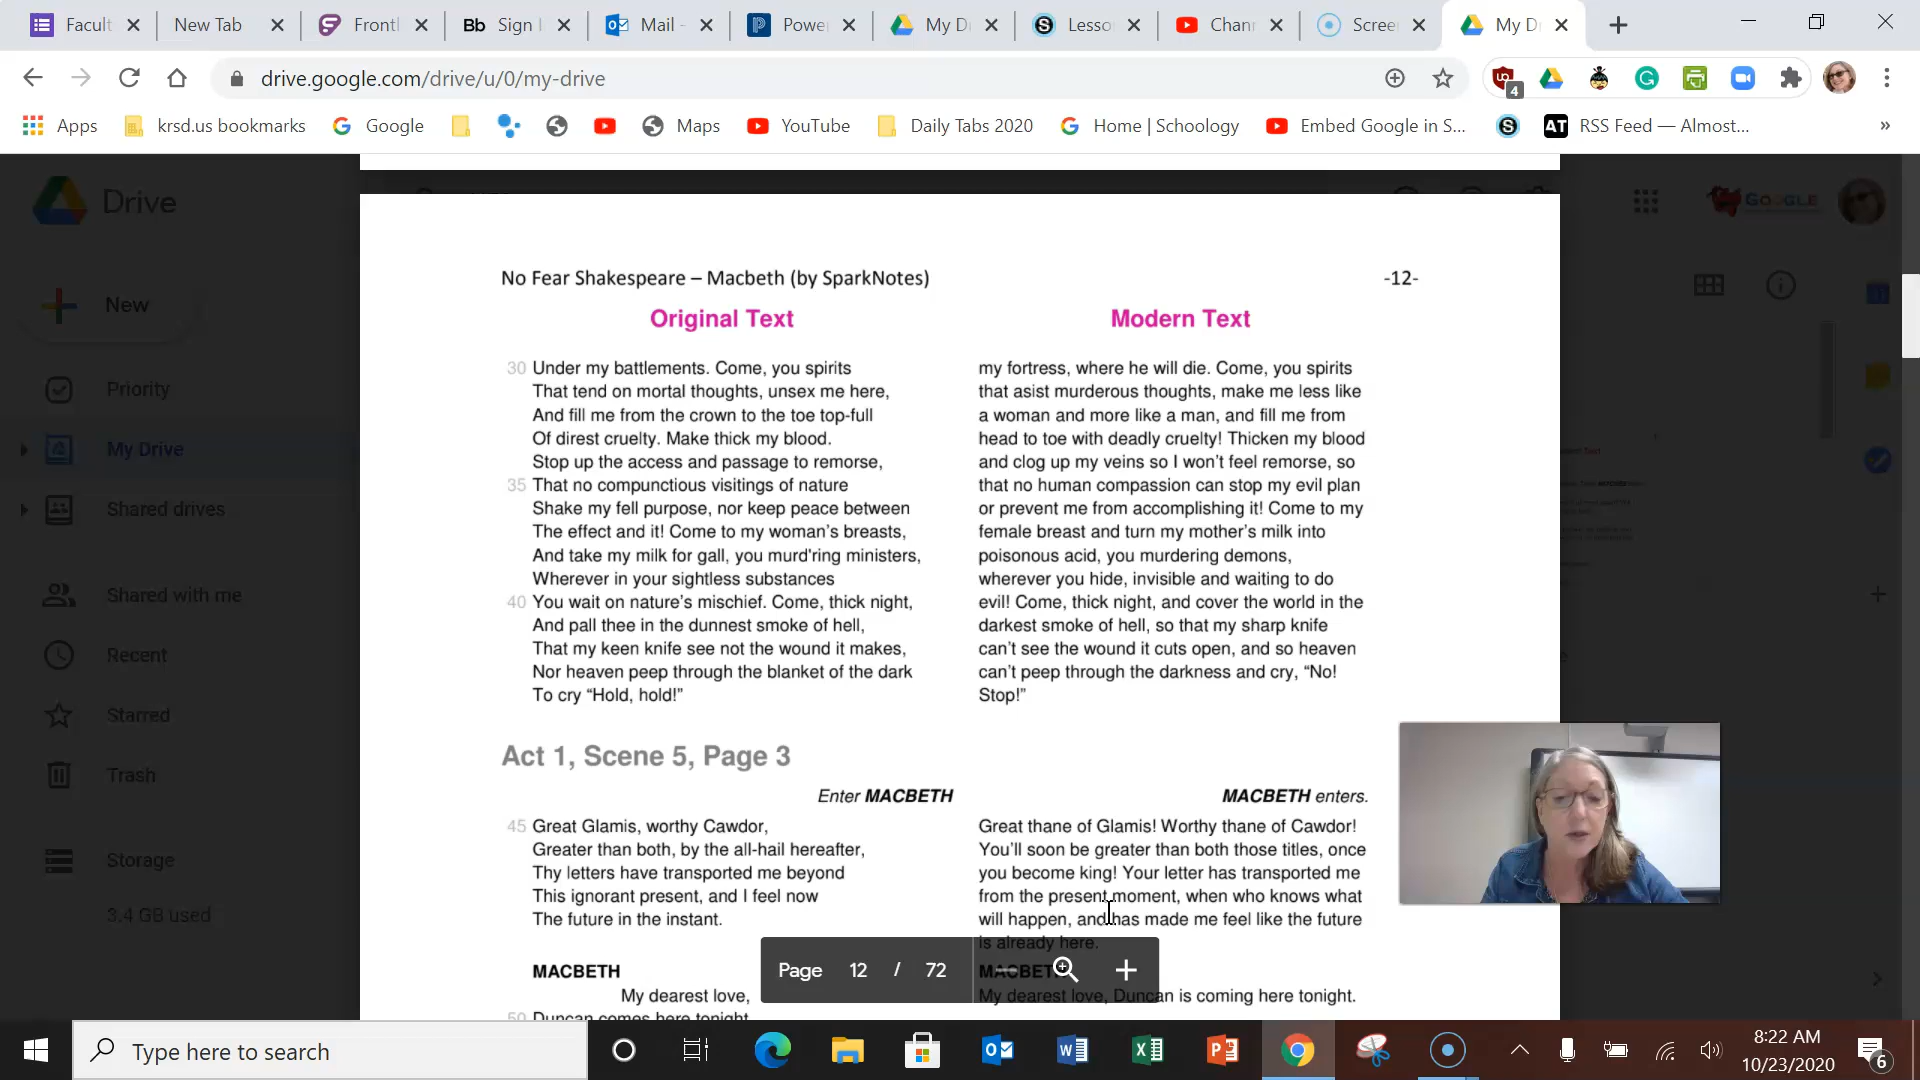 Facult
New Tab
Frontl
Bb Sign I
Mail -
Powe
My Dr
Lesso
Chann
Scree
My Dr
drive.google.com/drive/u/0/my-drive
4
Apps
krsd.us bookmarks
Google
Maps
YouTube
Daily Tabs 2020
Home | Schoology
Embed Google in S...
AT RSS Feed — Almost...
»
Drive
GOOGLE
New
Priority
My Drive
Shared drives
Shared with me
Recent
Starred
Trash
Storage
3.4 GB used
No Fear Shakespeare – Macbeth (by SparkNotes)
-12-
Original Text
30 Under my battlements. Come, you spirits
That tend on mortal thoughts, unsex me here,
And fill me from the crown to the toe top-full
Of direst cruelty. Make thick my blood.
Stop up the access and passage to remorse,
35 That no compunctious visitings of nature
Shake my fell purpose, nor keep peace between
The effect and it! Come to my woman's breasts,
And take my milk for gall, you murd'ring ministers,
Wherever in your sightless substances
40 You wait on nature's mischief. Come, thick night,
And pall thee in the dunnest smoke of hell,
That my keen knife see not the wound it makes,
Nor heaven peep through the blanket of the dark
To cry “Hold, hold!”
Modern Text
my fortress, where he will die. Come, you spirits
that asist murderous thoughts, make me less like
a woman and more like a man, and fill me from
head to toe with deadly cruelty! Thicken my blood
and clog up my veins so I won't feel remorse, so
that no human compassion can stop my evil plan
or prevent me from accomplishing it! Come to my
female breast and turn my mother's milk into
poisonous acid, you murdering demons,
wherever you hide, invisible and waiting to do
evil! Come, thick night, and cover the world in the
darkest smoke of hell, so that my sharp knife
can't see the wound it cuts open, and so heaven
can't peep through the darkness and cry, “No!
Stop!”
Act 1, Scene 5, Page 3
Enter MACBETH
45 Great Glamis, worthy Cawdor,
Greater than both, by the all-hail hereafter,
Thy letters have transported me beyond
This ignorant present, and I feel now
The future in the instant.
MACBETH
My dearest love,
50 Duncan comes here tonight
MACBETH enters.
Great thane of Glamis! Worthy thane of Cawdor!
You'll soon be greater than both those titles, once
you become king! Your letter has transported me
from the present moment, when who knows what
will happen, and has made me feel like the future
is already here.
MACBETH
My dearest love, Duncan is coming here tonight.
Page 12 / 72
Type here to search
8:22 AM
10/23/2020
6